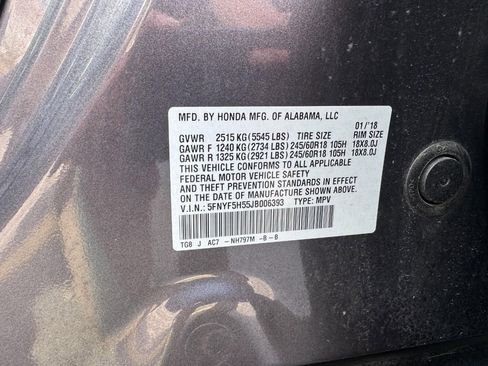 MFD. BY HONDA MFG. OF ALABAMA, LLC
01/'18
GVWR 2515 KG (5545 LBS) TIRE SIZE RIM SIZE
GAWR F 1240 KG (2734 LBS) 245/60R18 105H 18X8.0J
GAWR R 1325 KG (2921 LBS) 245/60R18 105H 18X8.0J
THIS VEHICLE CONFORMS TO ALL APPLICABLE
FEDERAL MOTOR VEHICLE SAFETY
AND THEFT PREVENTION STANDARDS IN EFFECT
ON THE DATE OF MANUFACTURE SHOWN ABOVE.
V.I.N.: 5FNYF5H55JB006393 TYPE: MPV
TG8 J AC7 -NH797M -B-B